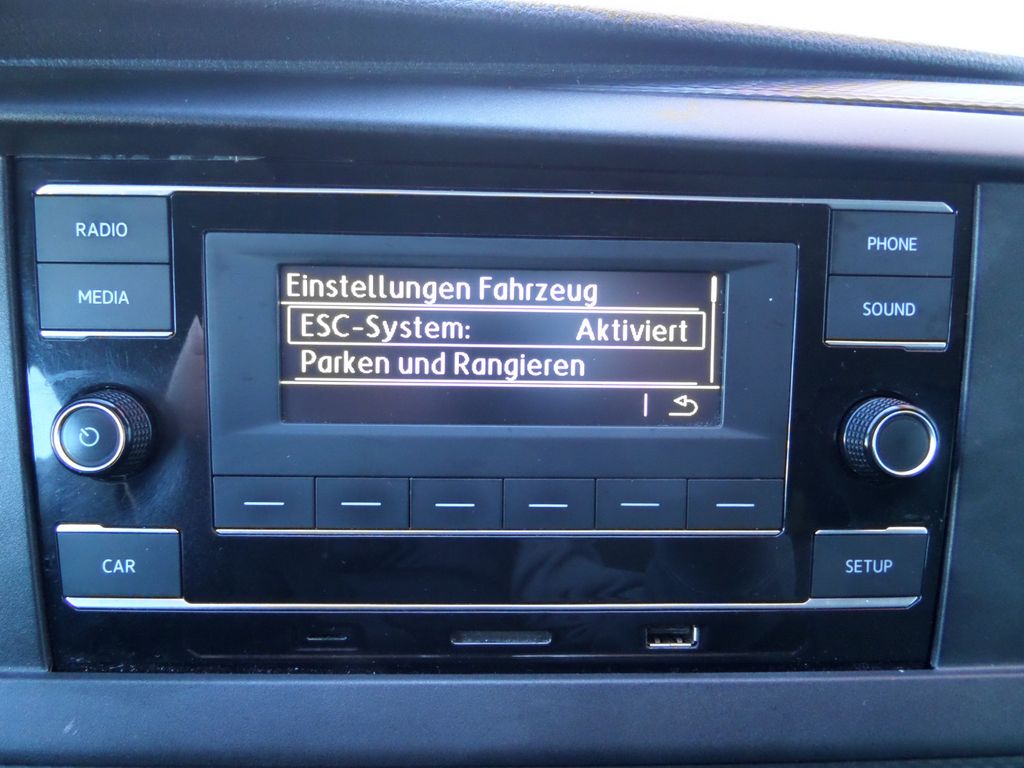 RADIO
MEDIA
Einstellungen Fahrzeug
ESC-System: Aktiviert
Parken und Rangieren
PHONE
SOUND
CAR
SETUP